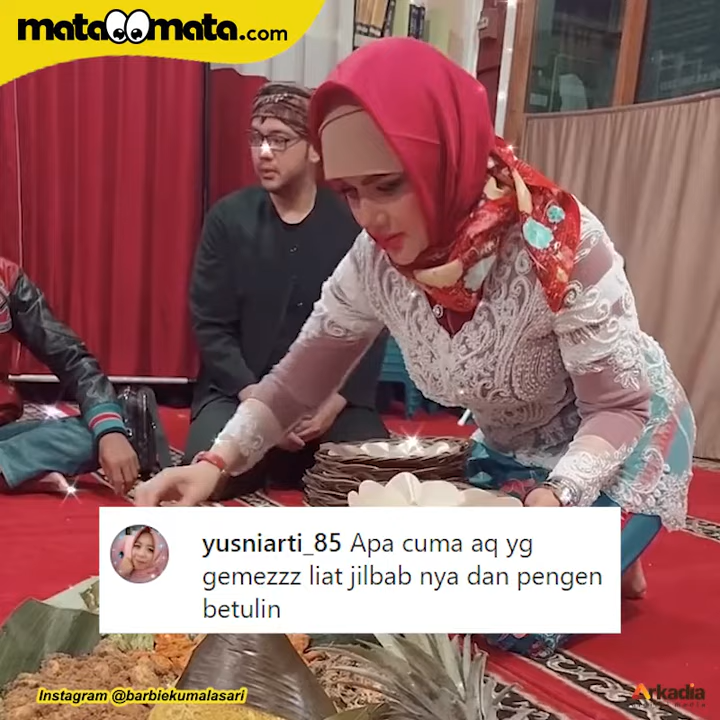 matamata.com
yusniarti_85 Apa cuma aq yg
gemezzz liat jilbab nya dan pengen
betulin
Instagram @barbiekumalasari
Arkadia